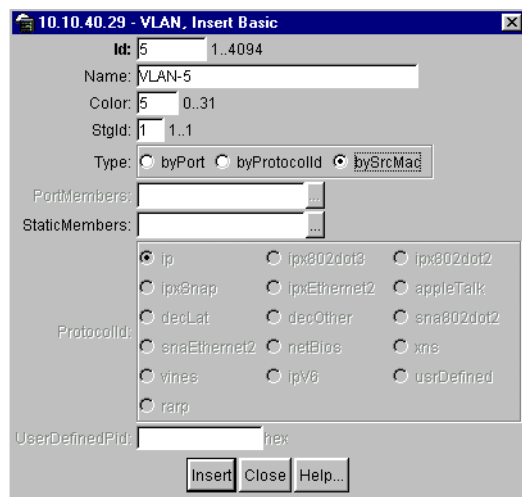 10.10.40.29 - VLAN, Insert Basic
Id: 5 1..4094
Name: VLAN-5
Color: 5 0..31
StgId: 1 1..1
Type: byPort byProtocolId bySrcMac
PortMembers: ...
StaticMembers: ...
ProtocolId:
ip ipx802dot3 ipx802dot2
ipxSnap ipxEthernet2 appleTalk
decLat decOther sna802dot2
snaEthernet2 netBios xns
vines ipV6 usrDefined
rarp
UserDefinedPid: hex
Insert Close Help...